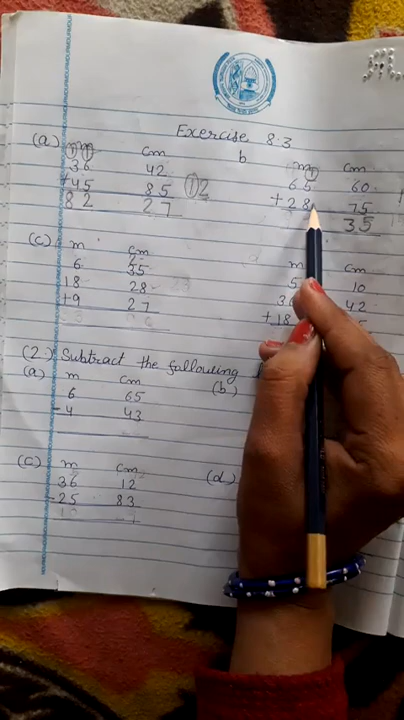 Exercise 8.3
(a) m cm
36 42
+45 85 ①2
82 27
b m cm
65 60
+28 75
35
(c) m cm
6 35
18 28
+9 27
m cm
10
42
+18
(2) Subtract the following
(a) m cm
6 65
-4 43
(b)
(c) m cm
36 12
-25 83
(d)